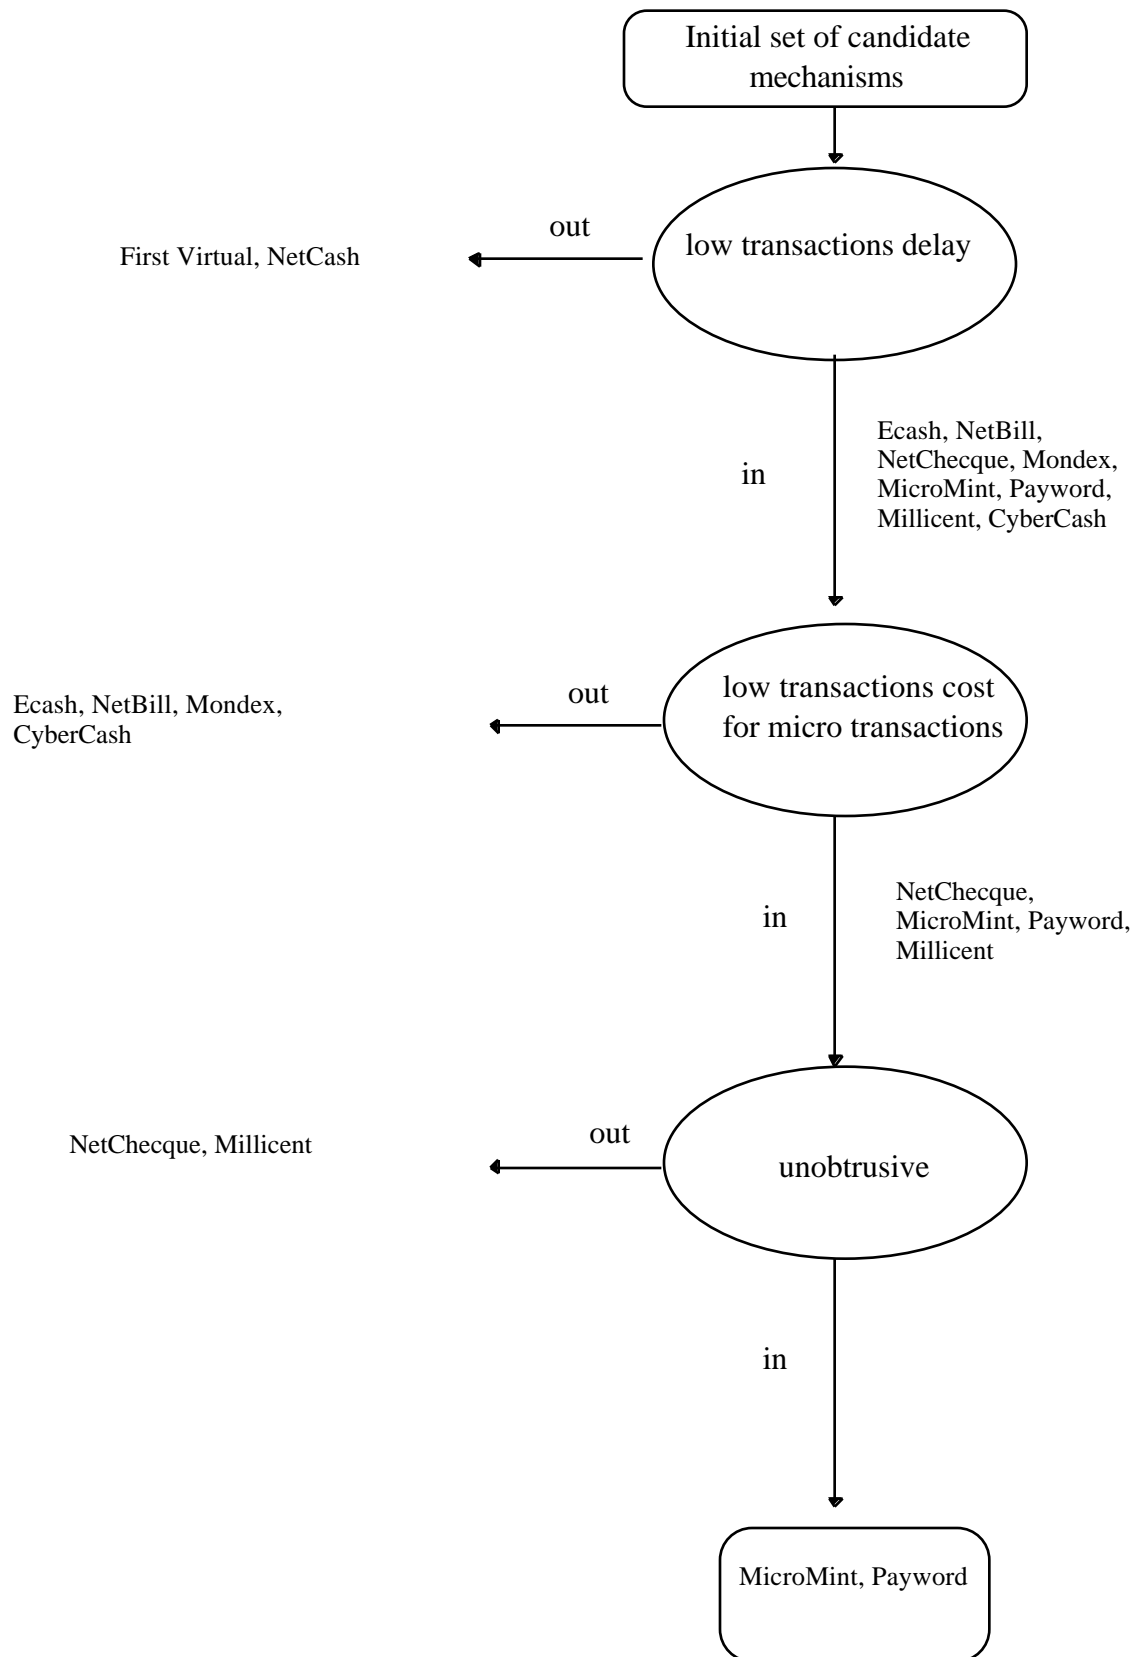 Initial set of candidate
mechanisms
out
low transactions delay
First Virtual, NetCash
Ecash, NetBill,
NetChecque, Mondex,
in
MicroMint, Payword,
Millicent, CyberCash
low transactions cost
for micro transactions
out
Ecash, NetBill, Mondex,
CyberCash
NetChecque,
in
MicroMint, Payword,
Millicent
out
NetChecque, Millicent
unobtrusive
in
MicroMint, Payword